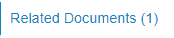 Related Documents (1)